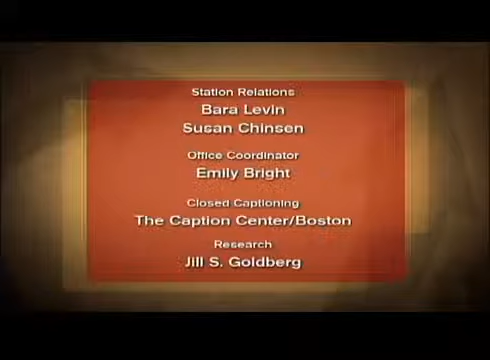 Station Relations
Bara Levin
Susan Chinsen
Office Coordinator
Emily Bright
Closed Captioning
The Caption Center/Boston
Research
Jill S. Goldberg